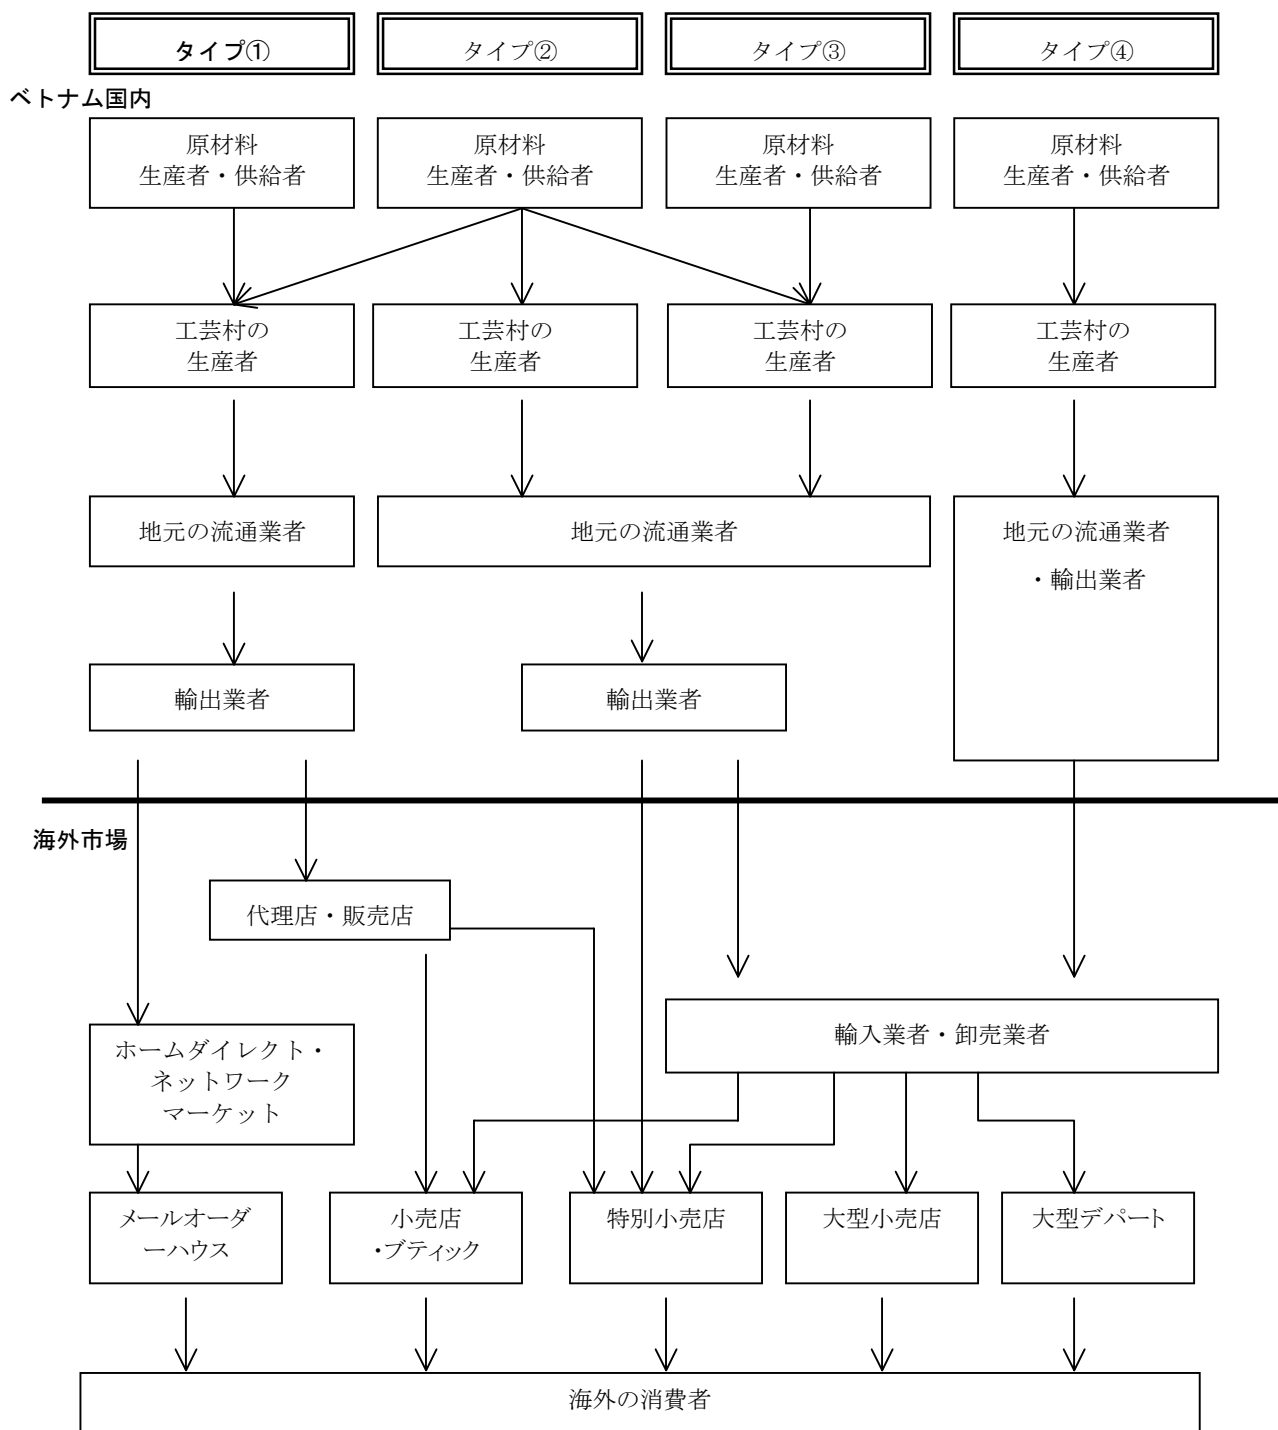 タイプ①
タイプ②
タイプ③
タイプ④
ベトナム国内
原材料
生産者・供給者
原材料
生産者・供給者
原材料
生産者・供給者
原材料
生産者・供給者
工芸村の
生産者
工芸村の
生産者
工芸村の
生産者
工芸村の
生産者
地元の流通業者
地元の流通業者
地元の流通業者
・輸出業者
輸出業者
輸出業者
海外市場
代理店・販売店
輸入業者・卸売業者
ホームダイレクト・
ネットワーク
マーケット
メールオーダ
ーハウス
小売店
・ブティック
特別小売店
大型小売店
大型デパート
海外の消費者